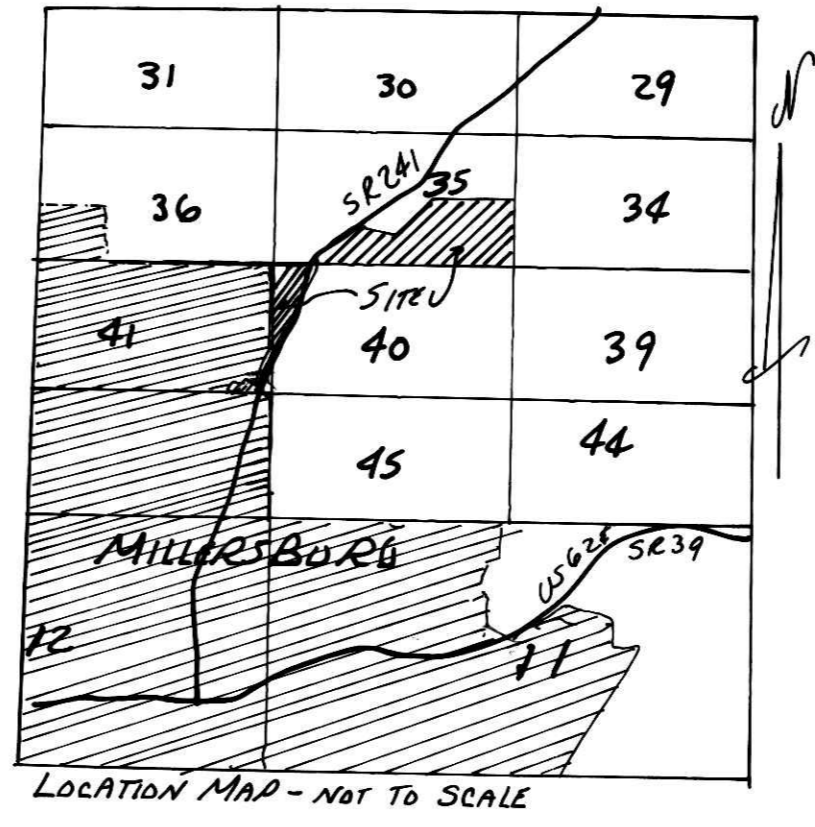 31 30 29
N
SR241
36 35 34
SITE
41 40 39
45 44
MILLERSBURG
US62 SR39
12 11
LOCATION MAP - NOT TO SCALE